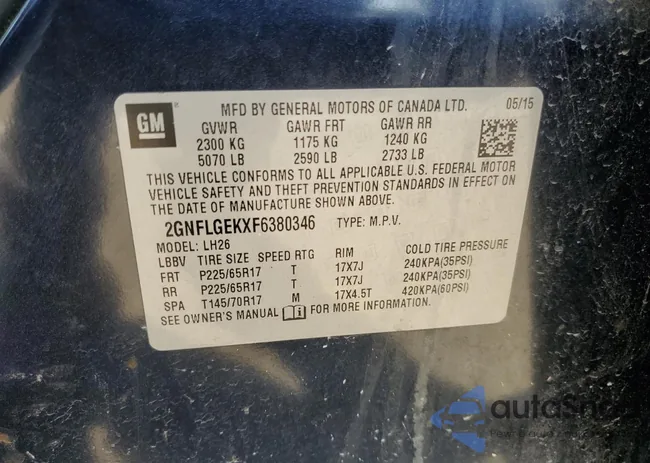 GM
MFD BY GENERAL MOTORS OF CANADA LTD. 05/15
GVWR GAWR FRT GAWR RR
2300 KG 1175 KG 1240 KG
5070 LB 2590 LB 2733 LB
THIS VEHICLE CONFORMS TO ALL APPLICABLE U.S. FEDERAL MOTOR
VEHICLE SAFETY AND THEFT PREVENTION STANDARDS IN EFFECT ON
THE DATE OF MANUFACTURE SHOWN ABOVE.
2GNFLGEKXF6380346 TYPE: M.P.V.
MODEL: LH26
LBBV TIRE SIZE SPEED RTG RIM COLD TIRE PRESSURE
FRT P225/65R17 T 17X7J 240KPA(35PSI)
RR P225/65R17 T 17X7J 240KPA(35PSI)
SPA T145/70R17 M 17X4.5T 420KPA(60PSI)
SEE OWNER'S MANUAL FOR MORE INFORMATION.